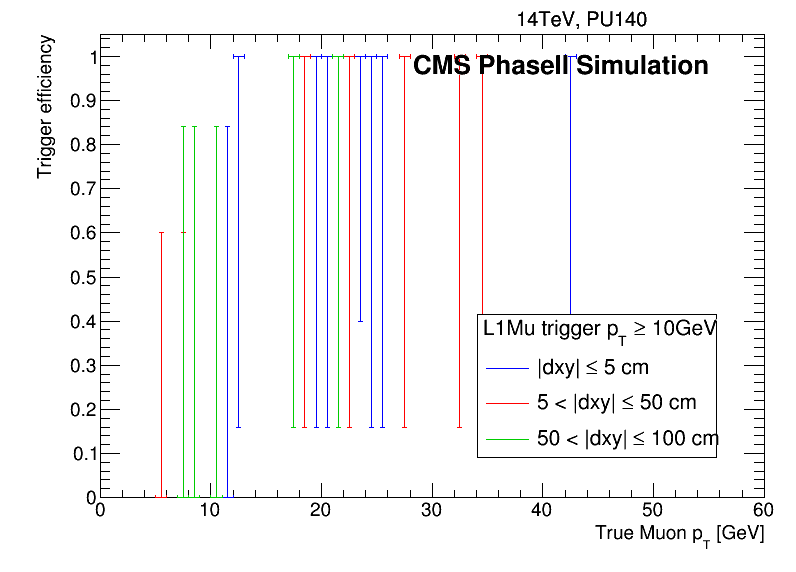 14TeV, PU140
CMS PhaseII Simulation
Trigger efficiency
1
0.9
0.8
0.7
0.6
0.5
0.4
0.3
0.2
0.1
0
L1Mu trigger p_T ≥ 10GeV
|dxy| ≤ 5 cm
5 < |dxy| ≤ 50 cm
50 < |dxy| ≤ 100 cm
0 10 20 30 40 50 60
True Muon p_T [GeV]